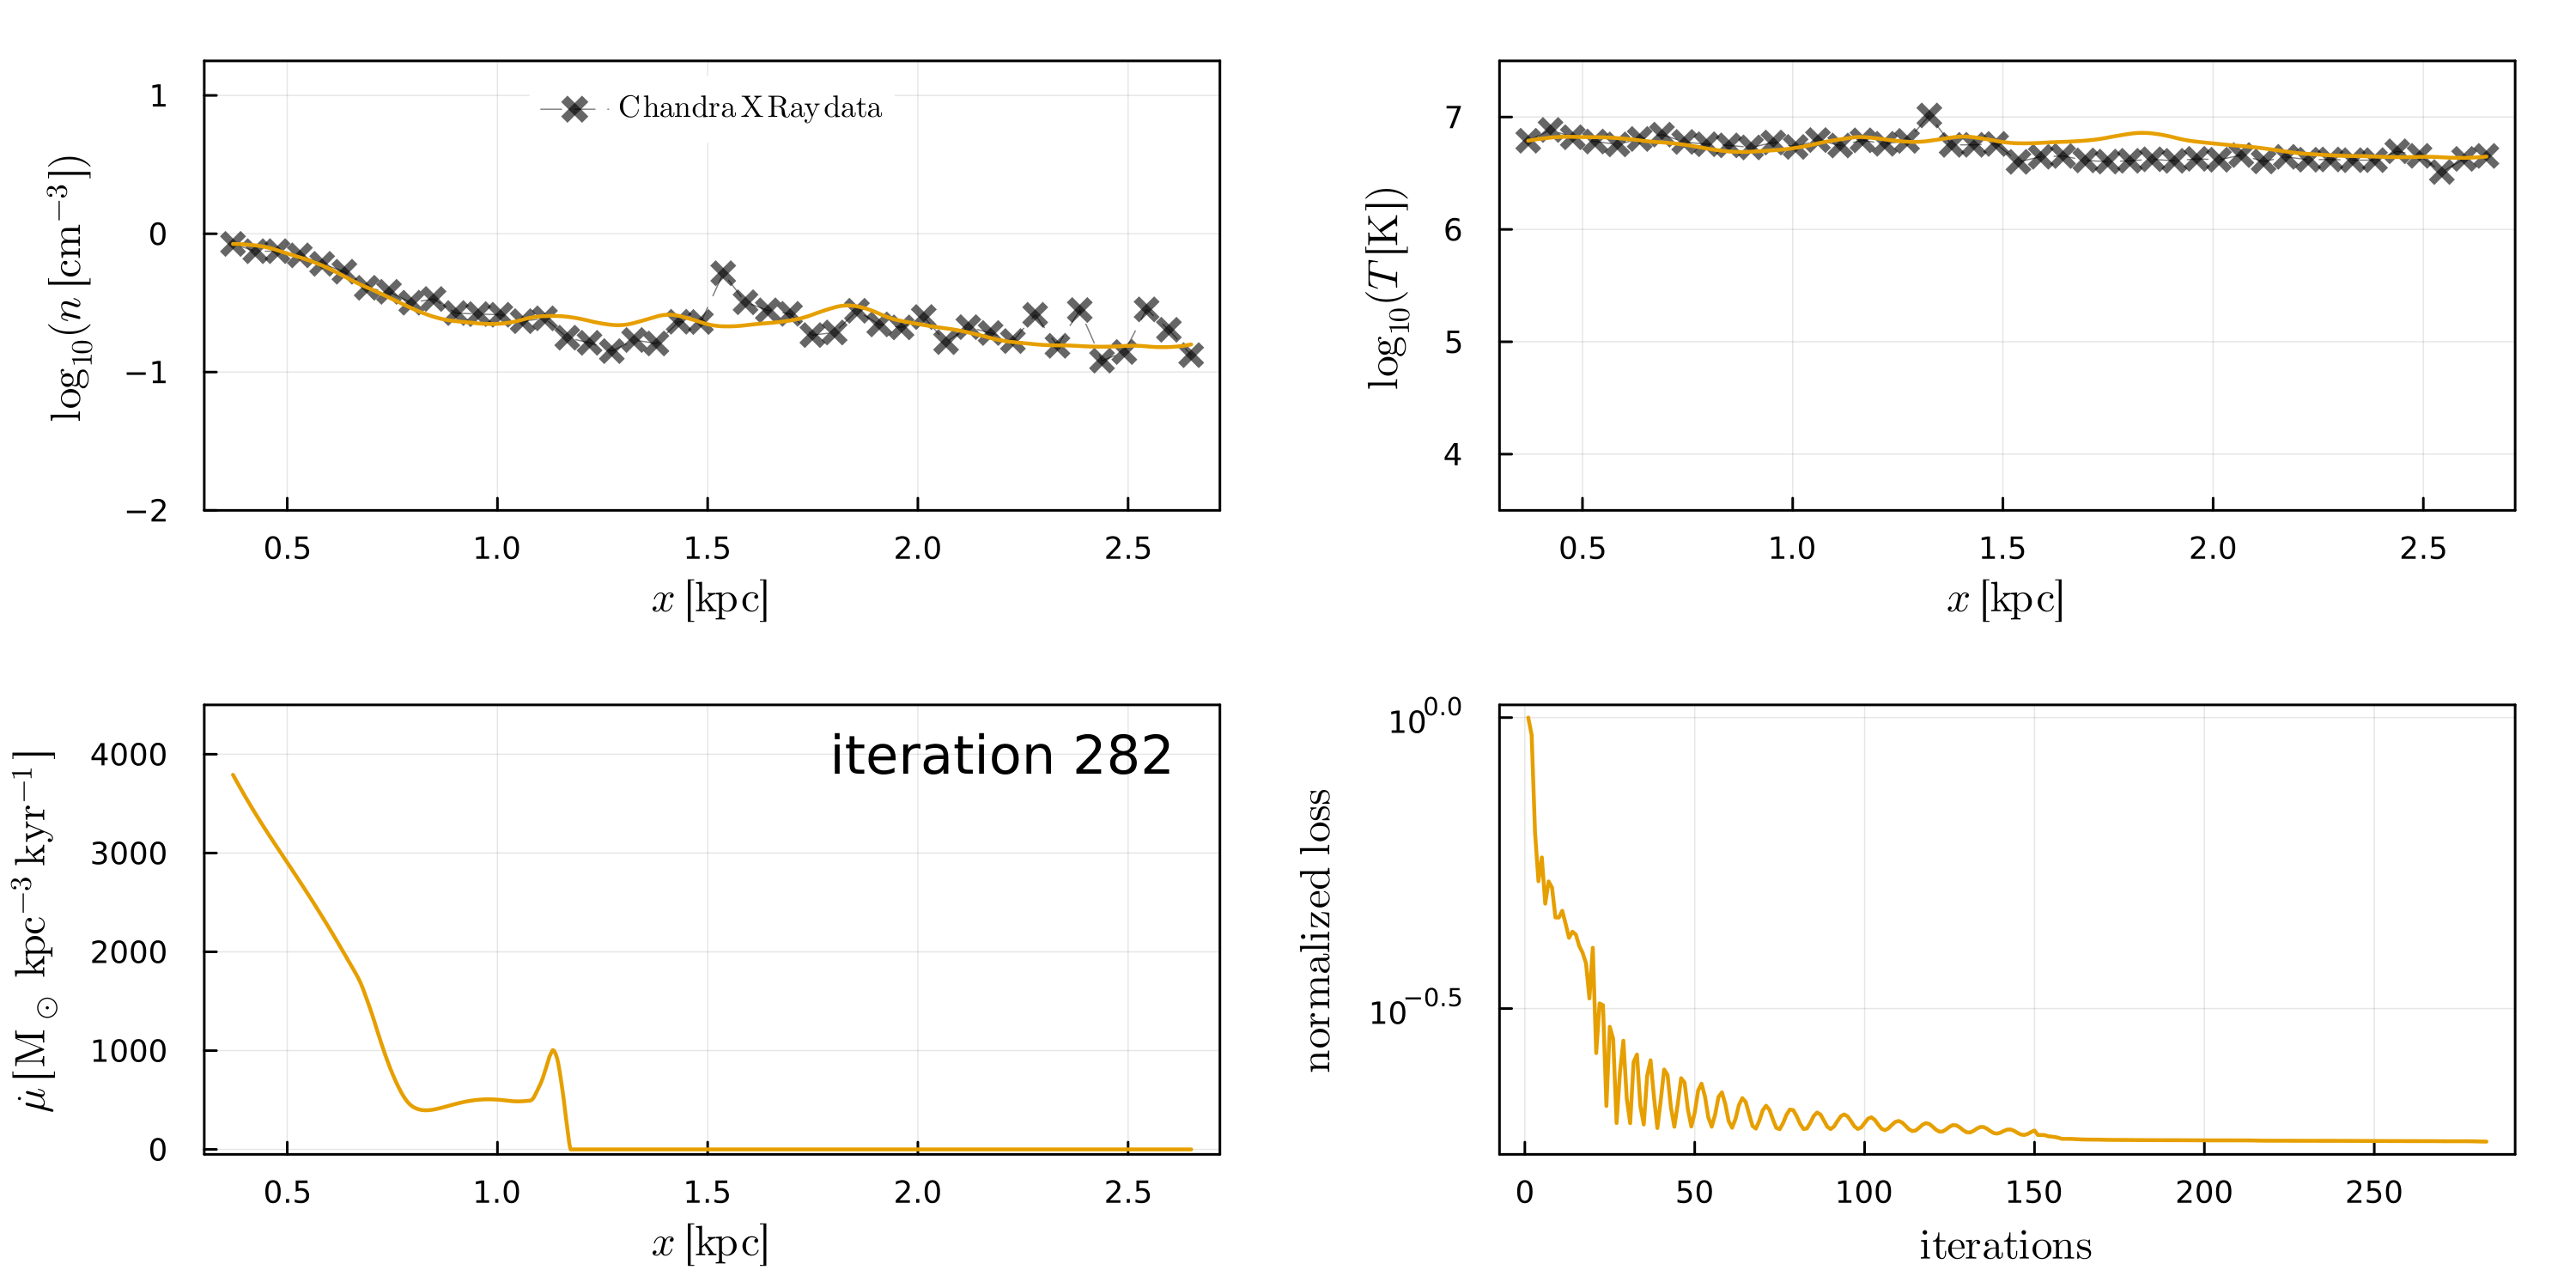 1
0
−1
−2
log₁₀(n [cm⁻³])
Chandra X Ray data
0.5 1.0 1.5 2.0 2.5
x [kpc]
7
6
5
4
log₁₀(T [K])
0.5 1.0 1.5 2.0 2.5
x [kpc]
4000
3000
2000
1000
0
μ̇ [M⊙ kpc⁻³ kyr⁻¹]
iteration 282
0.5 1.0 1.5 2.0 2.5
x [kpc]
10⁰·⁰
10⁻⁰·⁵
normalized loss
0 50 100 150 200 250
iterations